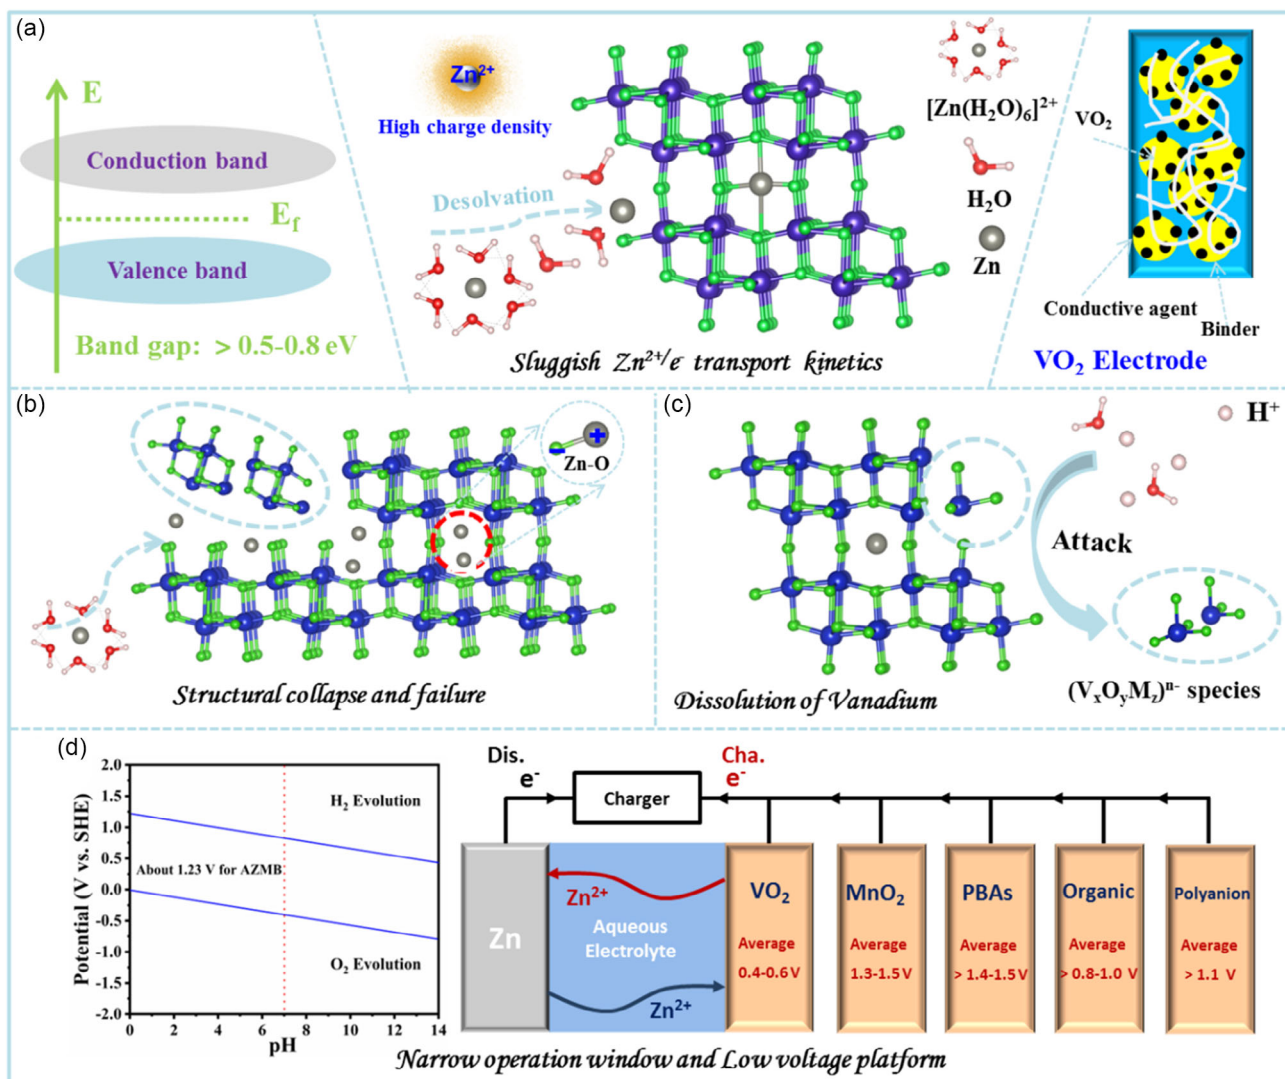 (a)
E
Conduction band
E_f
Valence band
Band gap: > 0.5-0.8 eV
Zn²⁺
High charge density
Desolvation
[Zn(H₂O)₆]²⁺
H₂O
Zn
Sluggish Zn²⁺/e⁻ transport kinetics
VO₂
Conductive agent
Binder
VO₂ Electrode
(b)
+
-
Zn-O
Structural collapse and failure
(c)
H⁺
Attack
(VₓO_yM_z)ⁿ⁻ species
Dissolution of Vanadium
(d)
Potential (V vs. SHE)
2.0
1.5
1.0
0.5
0.0
-0.5
-1.0
-1.5
-2.0
H₂ Evolution
About 1.23 V for AZMB
O₂ Evolution
0 2 4 6 8 10 12 14
pH
Dis.
e⁻
Charger
Cha.
e⁻
Zn
Zn²⁺
Aqueous
Electrolyte
Zn²⁺
VO₂
Average
0.4-0.6 V
MnO₂
Average
1.3-1.5 V
PBAs
Average
> 1.4-1.5 V
Organic
Average
> 0.8-1.0 V
Polyanion
Average
> 1.1 V
Narrow operation window and Low voltage platform